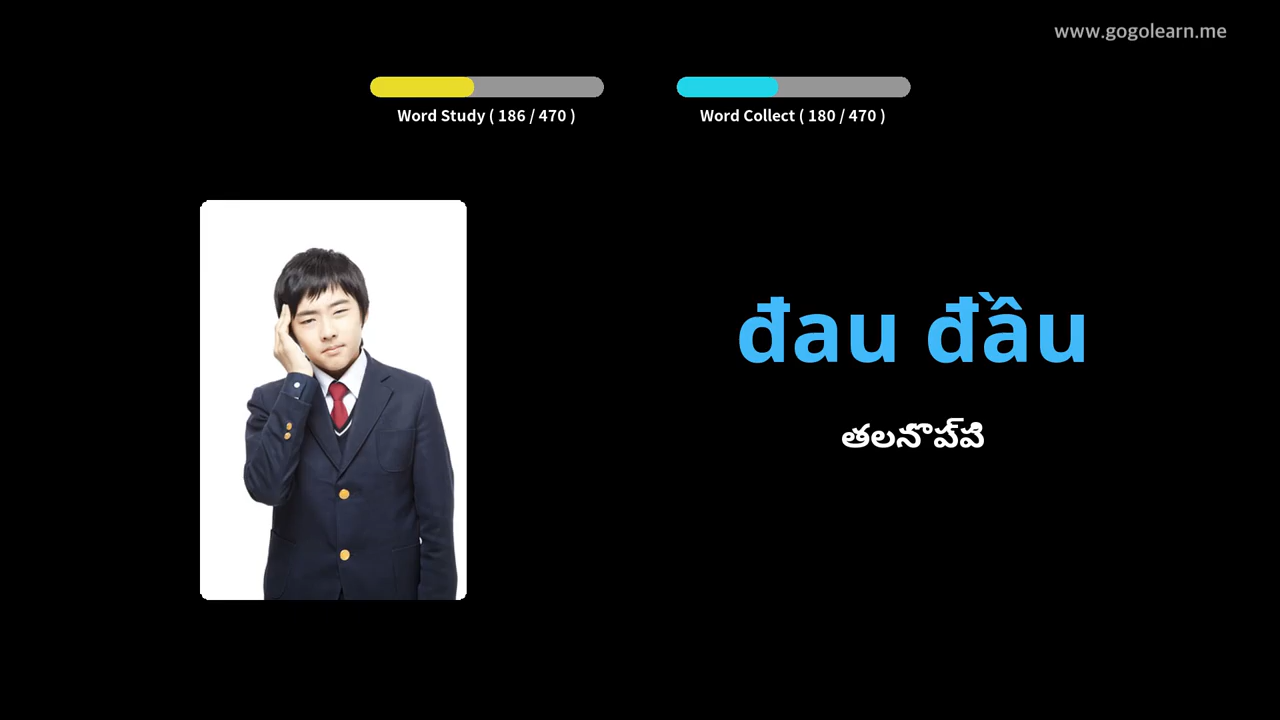 www.gogolearn.me
Word Study ( 186 / 470 )
Word Collect ( 180 / 470 )
đau đầu
తలనొప్పి